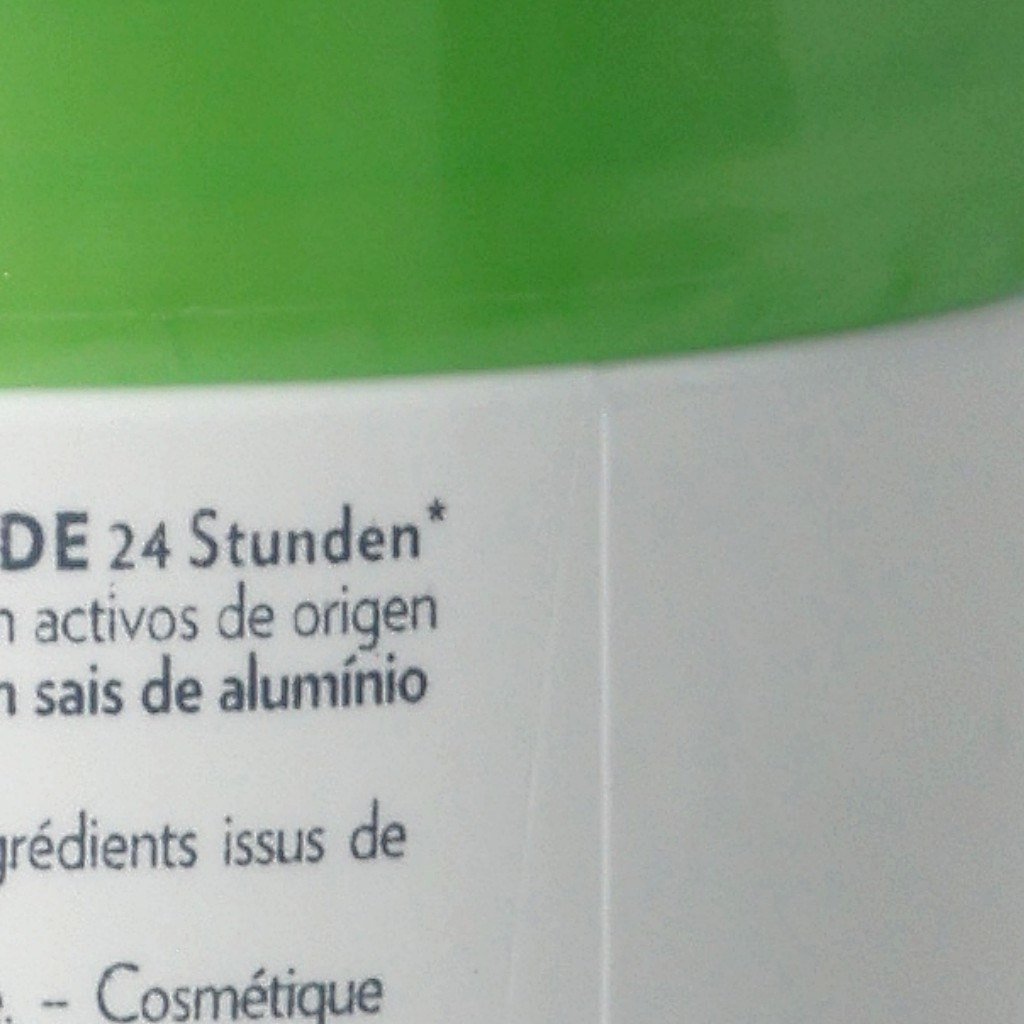 DE 24 Stunden*
n activos de origen
n sais de alumínio
grédients issus de
. – Cosmétique